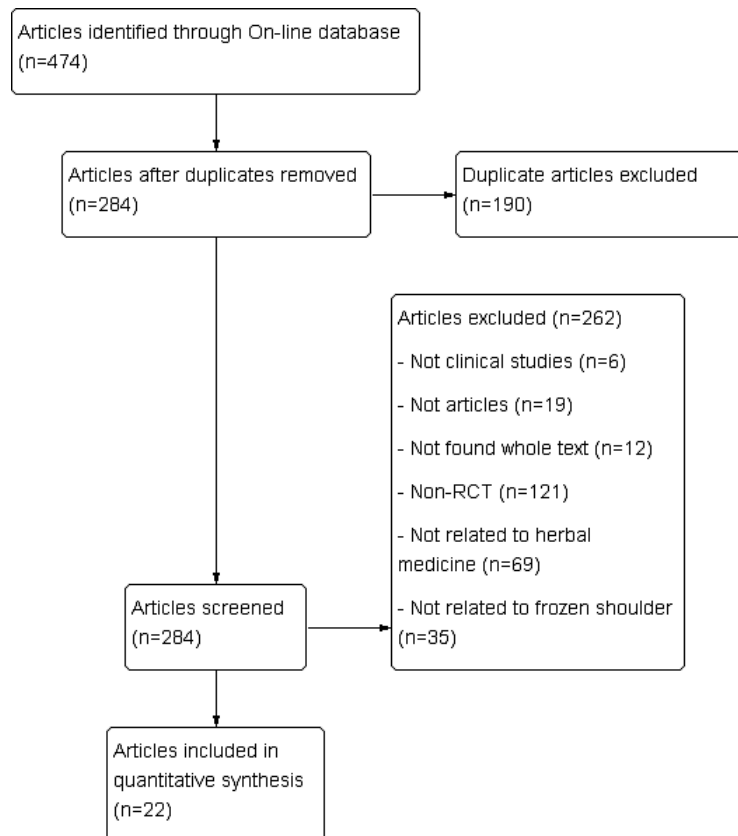 Articles identified through On-line database
(n=474)
Articles after duplicates removed
(n=284)
Duplicate articles excluded
(n=190)
Articles excluded (n=262)
- Not clinical studies (n=6)
- Not articles (n=19)
- Not found whole text (n=12)
- Non-RCT (n=121)
- Not related to herbal
medicine (n=69)
- Not related to frozen shoulder
(n=35)
Articles screened
(n=284)
Articles included in
quantitative synthesis
(n=22)